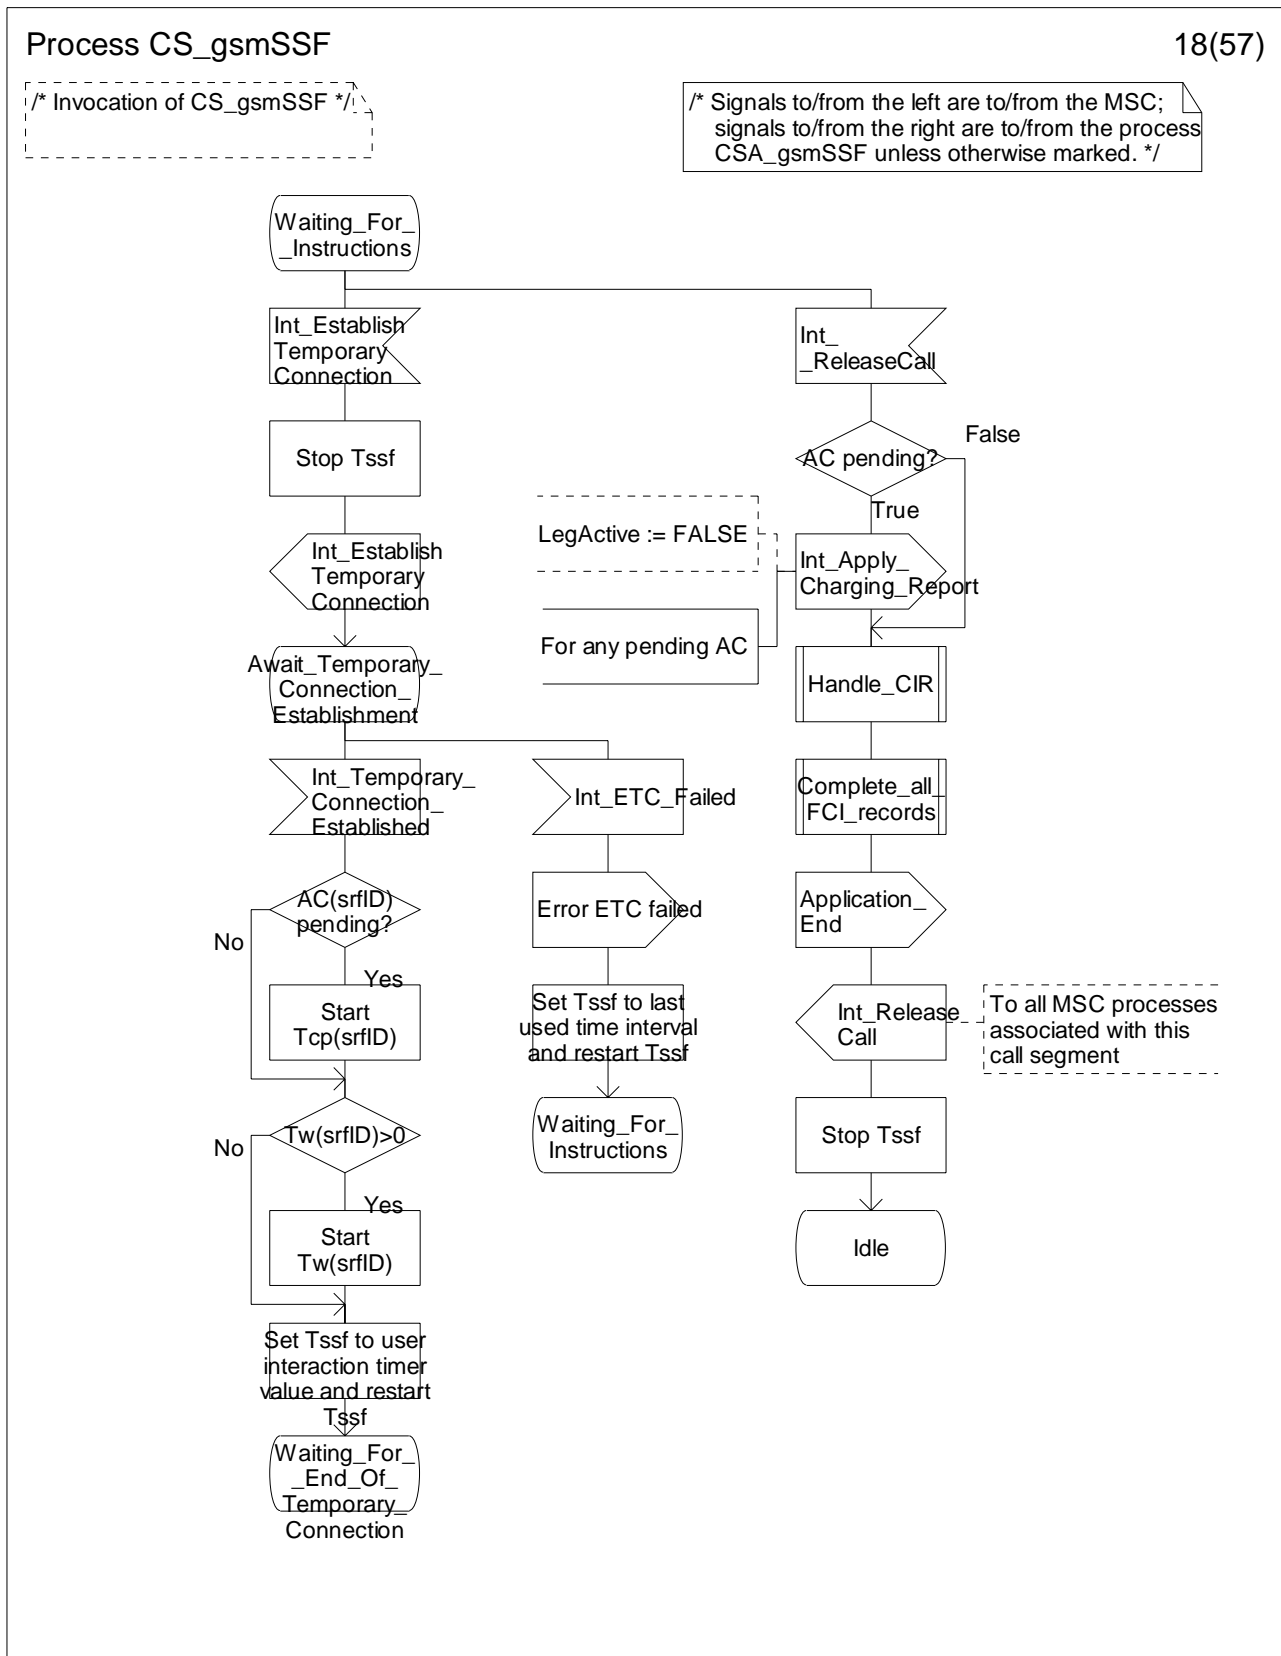 Process CS_gsmSSF
18(57)
/* Invocation of CS_gsmSSF */
/* Signals to/from the left are to/from the MSC;
signals to/from the right are to/from the process
CSA_gsmSSF unless otherwise marked. */
Waiting_For_
_Instructions
Int_Establish
Temporary
Connection
Int_
_ReleaseCall
Stop Tssf
AC pending?
False
True
LegActive := FALSE
Int_Establish
Temporary
Connection
Int_Apply_
Charging_Report
For any pending AC
Await_Temporary_
Connection_
Establishment
Handle_CIR
Int_Temporary_
Connection_
Established
Int_ETC_Failed
Complete_all_
FCI_records
AC(srfID)
pending?
No
Yes
Error ETC failed
Application_
End
Start
Tcp(srfID)
Set Tssf to last
used time interval
and restart Tssf
Int_Release
Call
To all MSC processes
associated with this
call segment
Tw(srfID)>0
No
Yes
Waiting_For_
Instructions
Stop Tssf
Start
Tw(srfID)
Idle
Set Tssf to user
interaction timer
value and restart
Tssf
Waiting_For_
_End_Of_
Temporary_
Connection